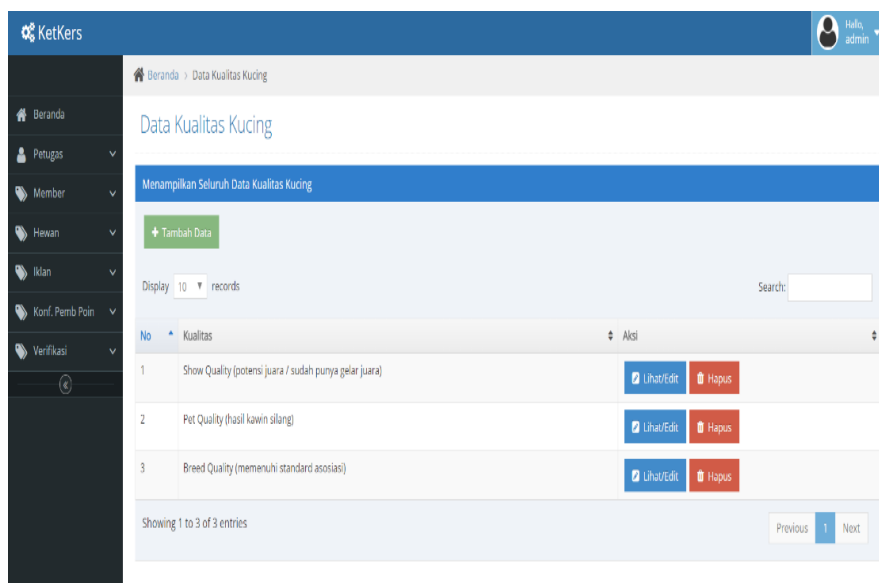 KetKers
Hallo,
admin
Beranda > Data Kualitas Kucing
Beranda
Petugas
Member
Hewan
Iklan
Konf. Pemb Poin
Verifikasi
Data Kualitas Kucing
Menampilkan Seluruh Data Kualitas Kucing
+ Tambah Data
Display 10 records
Search:
No Kualitas Aksi
1 Show Quality (potensi juara / sudah punya gelar juara) Lihat/Edit Hapus
2 Pet Quality (hasil kawin silang) Lihat/Edit Hapus
3 Breed Quality (memenuhi standard asosiasi) Lihat/Edit Hapus
Showing 1 to 3 of 3 entries
Previous 1 Next